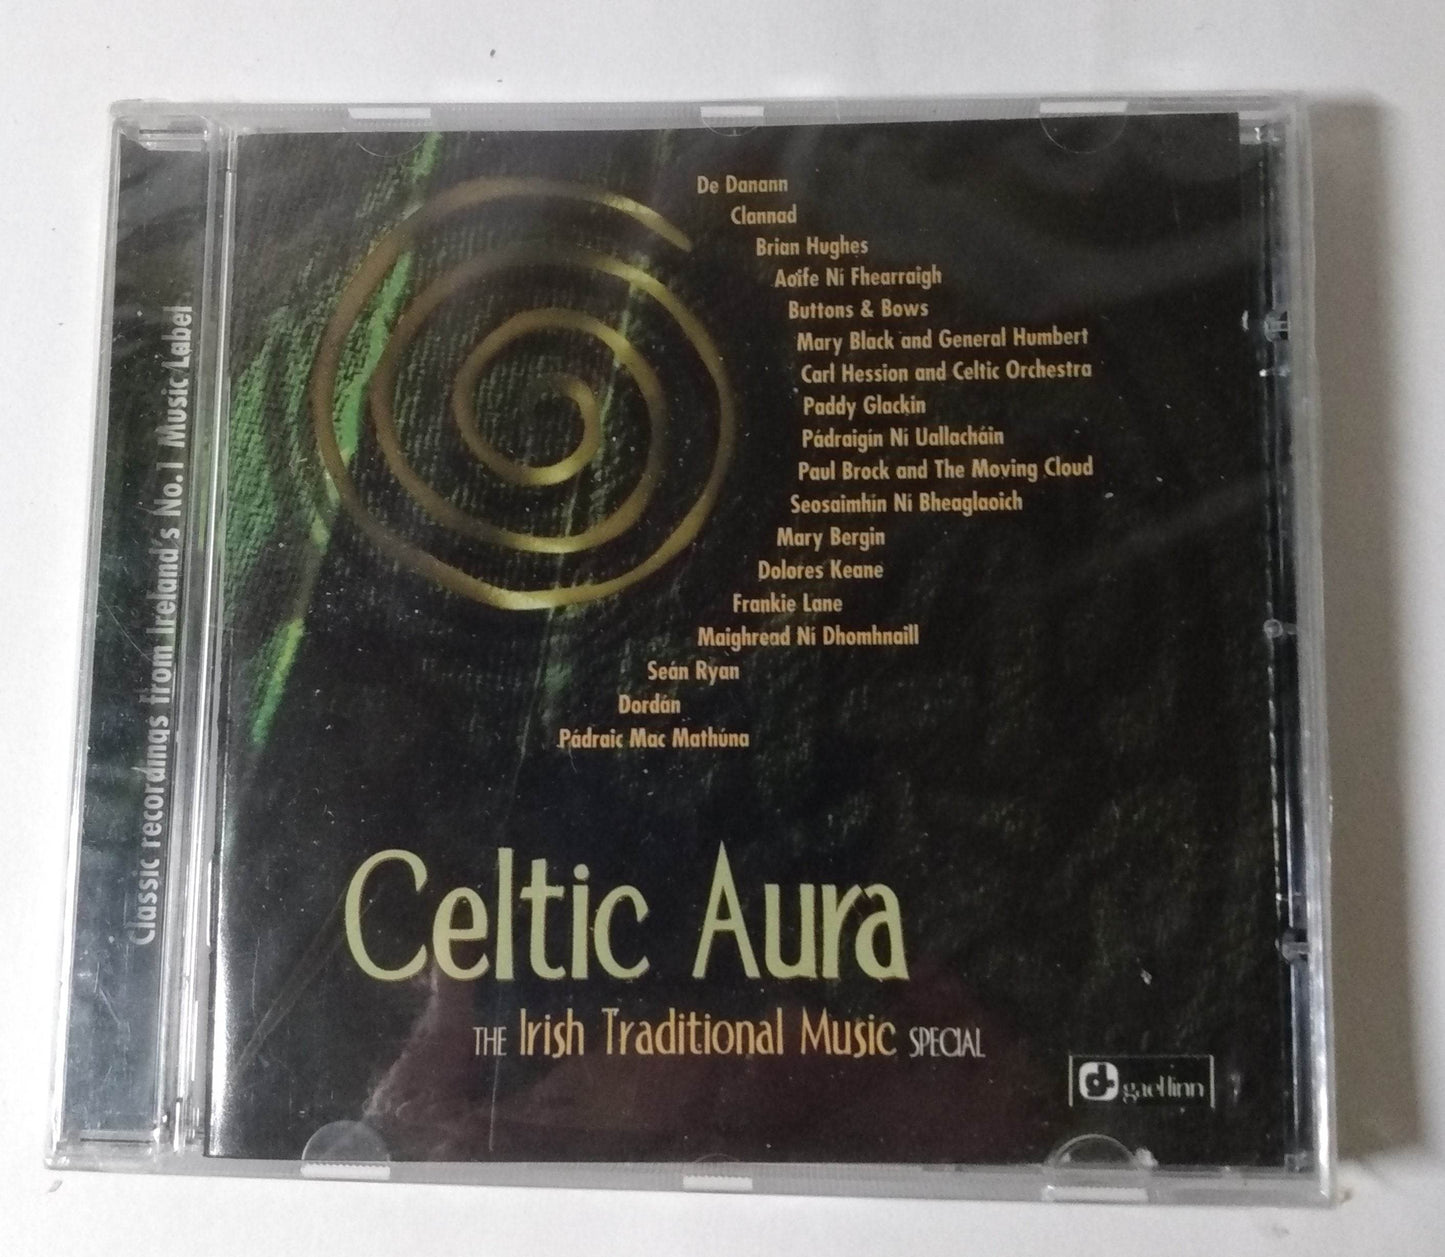 Classic recordings from Ireland's No.1 Music Label
De Danann
Clannad
Brian Hughes
Aoife Ní Fhearraigh
Buttons & Bows
Mary Black and General Humbert
Carl Hession and Celtic Orchestra
Paddy Glackin
Pádraigín Ní Uallacháin
Paul Brock and The Moving Cloud
Seosaimhín Ní Bheaglaoich
Mary Bergin
Dolores Keane
Frankie Lane
Maighread Ní Dhomhnaill
Seán Ryan
Dordán
Pádraic Mac Mathúna
Celtic Aura
THE Irish Traditional Music SPECIAL
gael linn